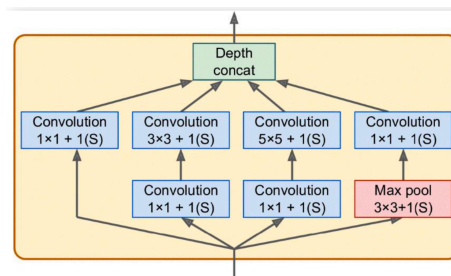 Depth
concat
Convolution
1×1 + 1(S)
Convolution
3×3 + 1(S)
Convolution
5×5 + 1(S)
Convolution
1×1 + 1(S)
Convolution
1×1 + 1(S)
Convolution
1×1 + 1(S)
Max pool
3×3+1(S)